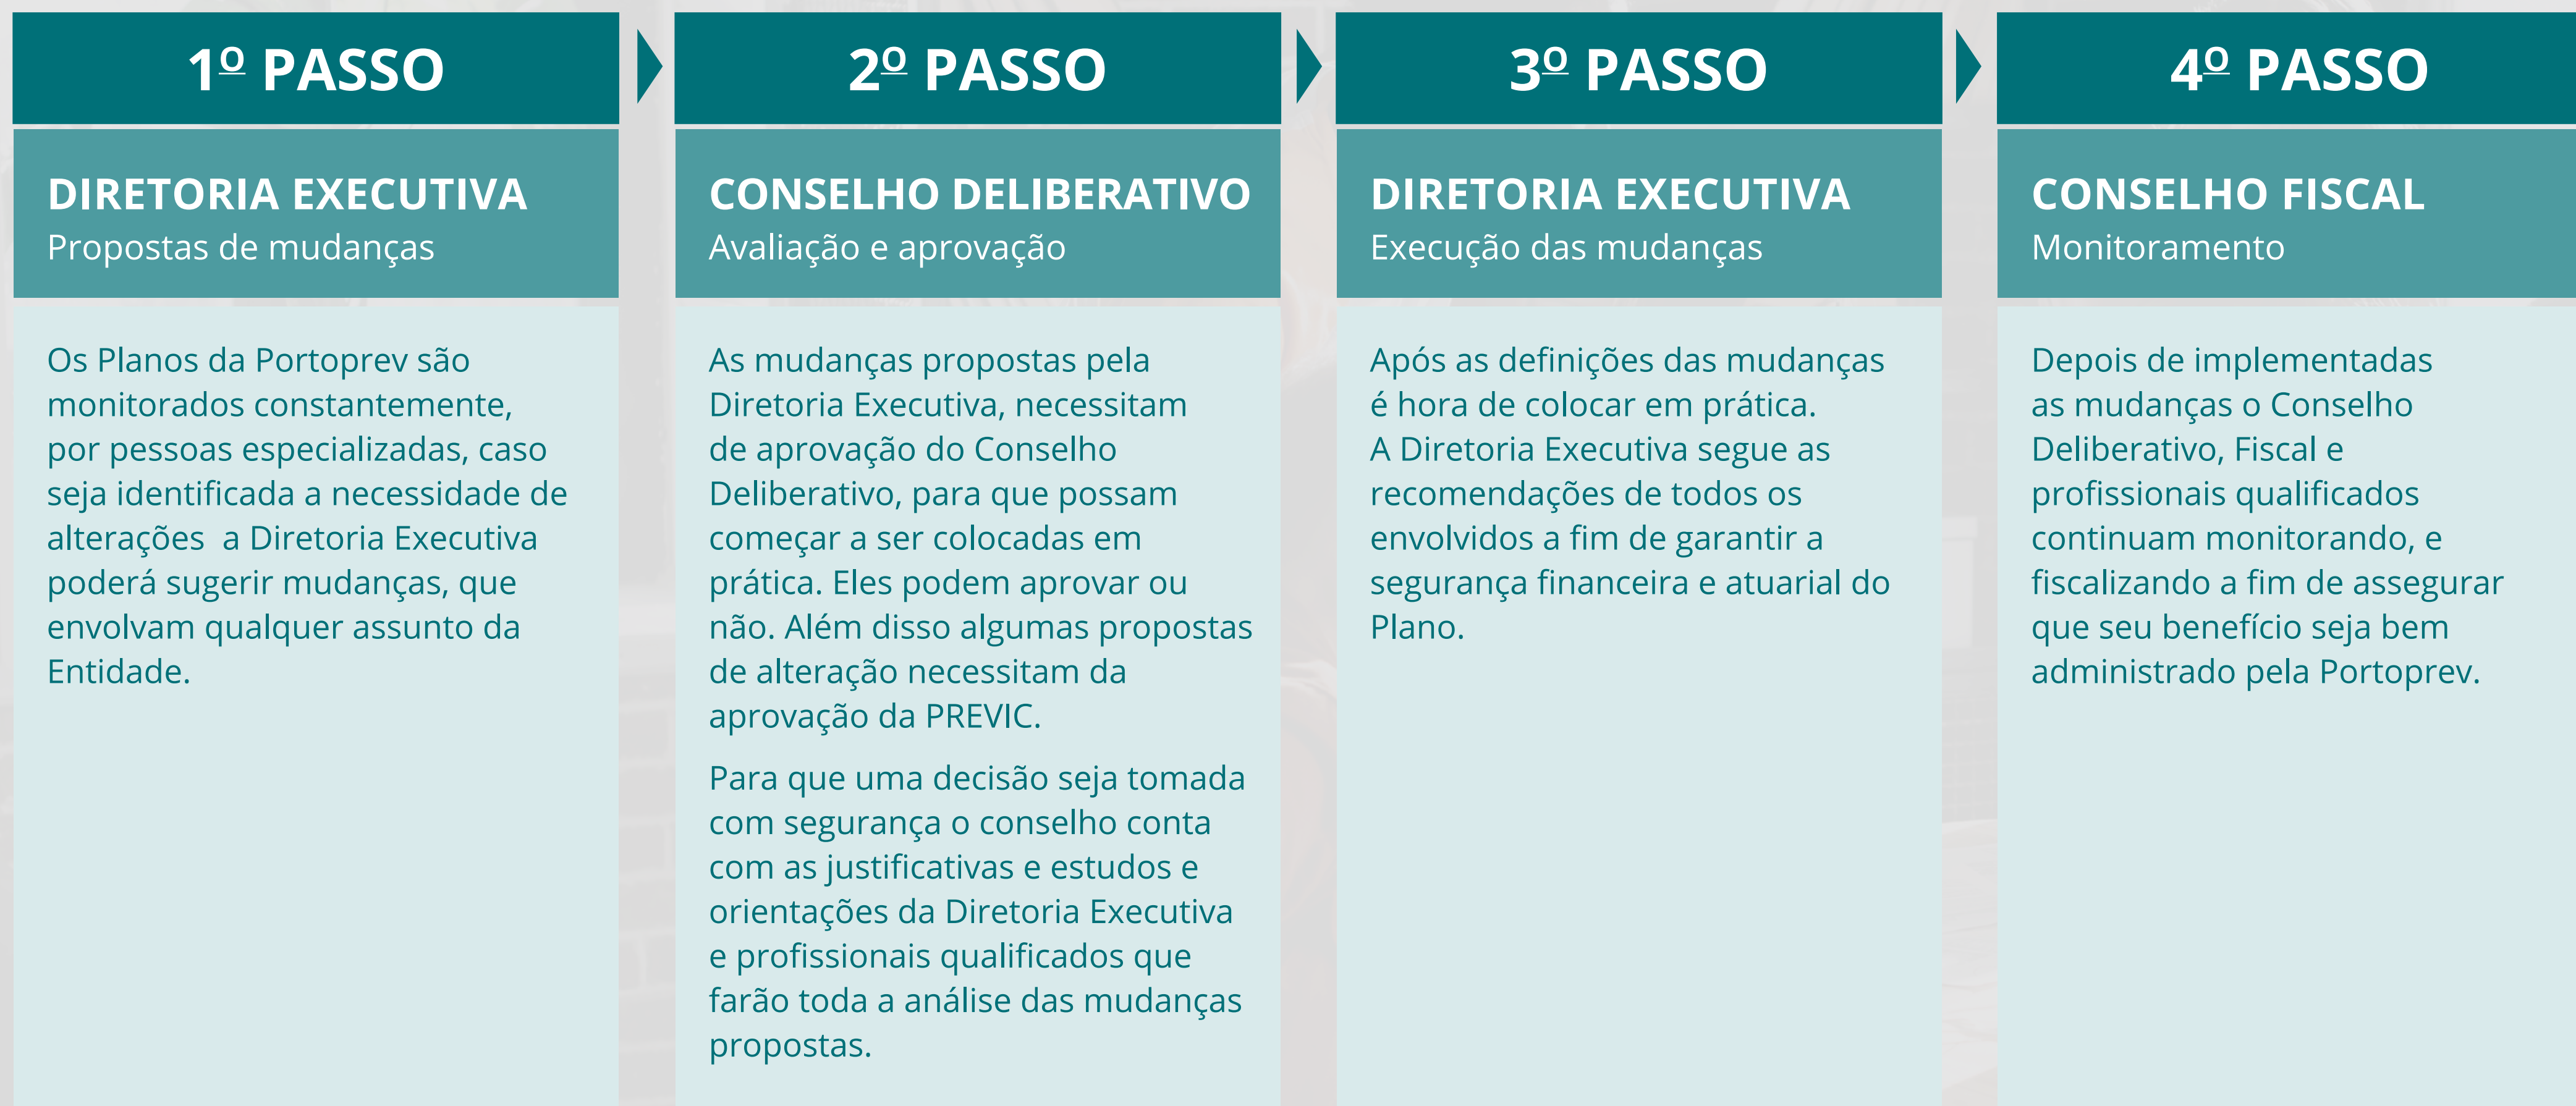 1º PASSO
DIRETORIA EXECUTIVA
Propostas de mudanças
Os Planos da Portoprev são
monitorados constantemente,
por pessoas especializadas, caso
seja identificada a necessidade de
alterações  a Diretoria Executiva
poderá sugerir mudanças, que
envolvam qualquer assunto da
Entidade.
2º PASSO
CONSELHO DELIBERATIVO
Avaliação e aprovação
As mudanças propostas pela
Diretoria Executiva, necessitam
de aprovação do Conselho
Deliberativo, para que possam
começar a ser colocadas em
prática. Eles podem aprovar ou
não. Além disso algumas propostas
de alteração necessitam da
aprovação da PREVIC.
Para que uma decisão seja tomada
com segurança o conselho conta
com as justificativas e estudos e
orientações da Diretoria Executiva
e profissionais qualificados que
farão toda a análise das mudanças
propostas.
3º PASSO
DIRETORIA EXECUTIVA
Execução das mudanças
Após as definições das mudanças
é hora de colocar em prática.
A Diretoria Executiva segue as
recomendações de todos os
envolvidos a fim de garantir a
segurança financeira e atuarial do
Plano.
4º PASSO
CONSELHO FISCAL
Monitoramento
Depois de implementadas
as mudanças o Conselho
Deliberativo, Fiscal e
profissionais qualificados
continuam monitorando, e
fiscalizando a fim de assegurar
que seu benefício seja bem
administrado pela Portoprev.